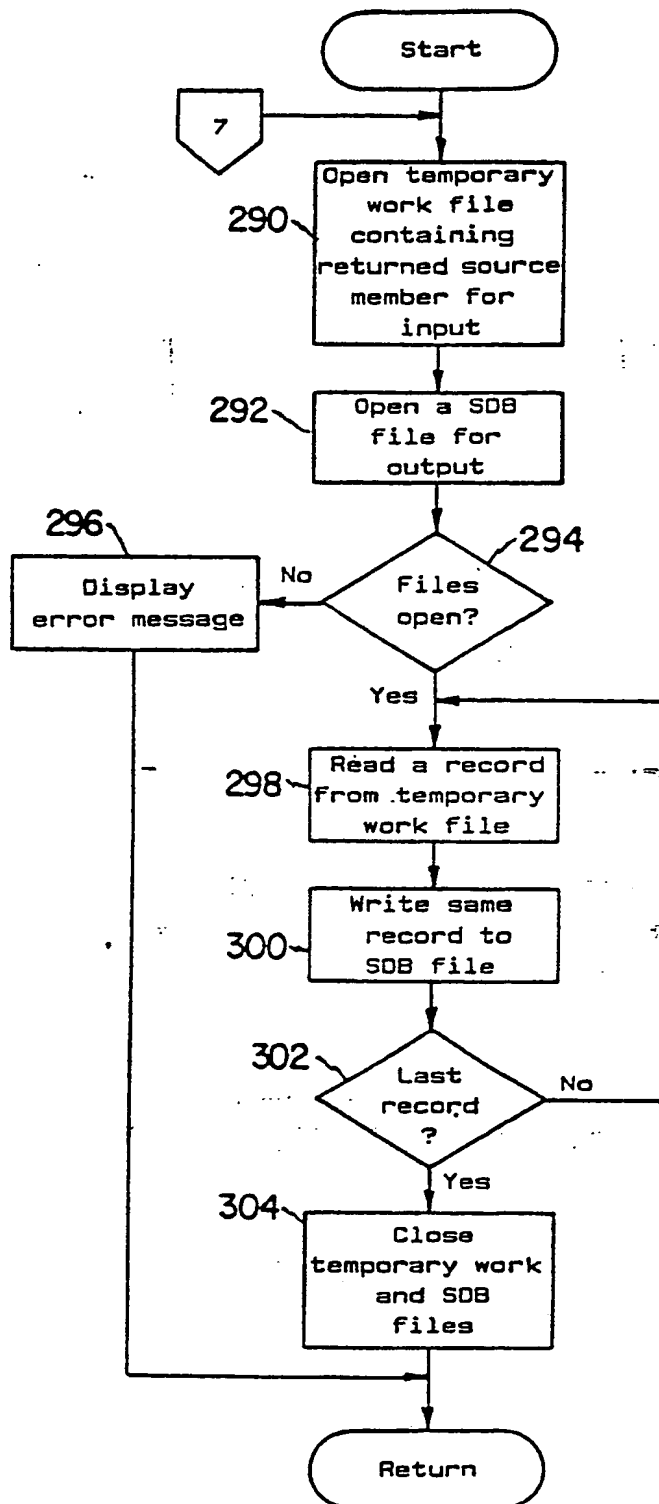 Start
7
290
Open temporary
work file
containing
returned source
member for
input
292
Open a SDB
file for
output
296
Display
error message
No
294
Files
open?
Yes
298
Read a record
from temporary
work file
300
Write same
record to
SDB file
302
Last
record
?
No
Yes
304
Close
temporary work
and SDB
files
Return